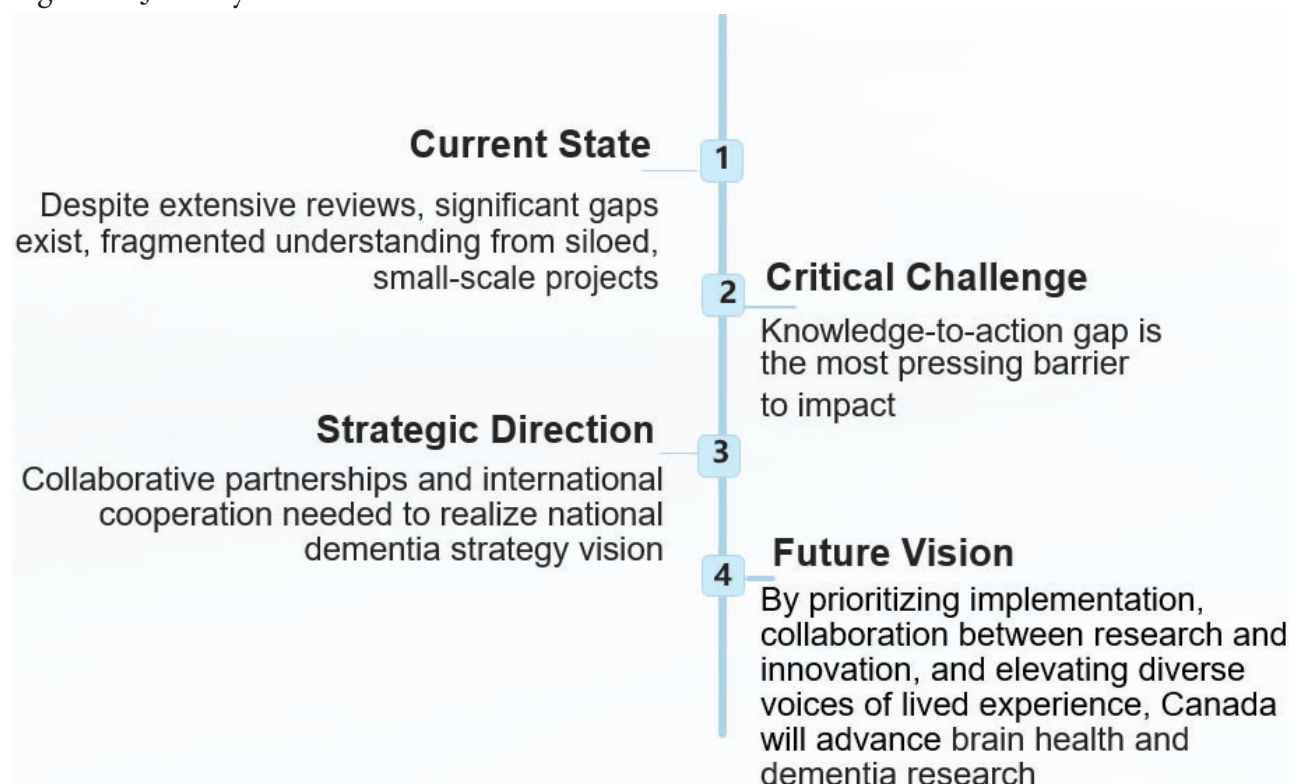 Current State
1
Despite extensive reviews, significant gaps
exist, fragmented understanding from siloed,
small-scale projects
2
Critical Challenge
Knowledge-to-action gap is
the most pressing barrier
to impact
Strategic Direction
3
Collaborative partnerships and international
cooperation needed to realize national
dementia strategy vision
4
Future Vision
By prioritizing implementation,
collaboration between research and
innovation, and elevating diverse
voices of lived experience, Canada
will advance brain health and
dementia research